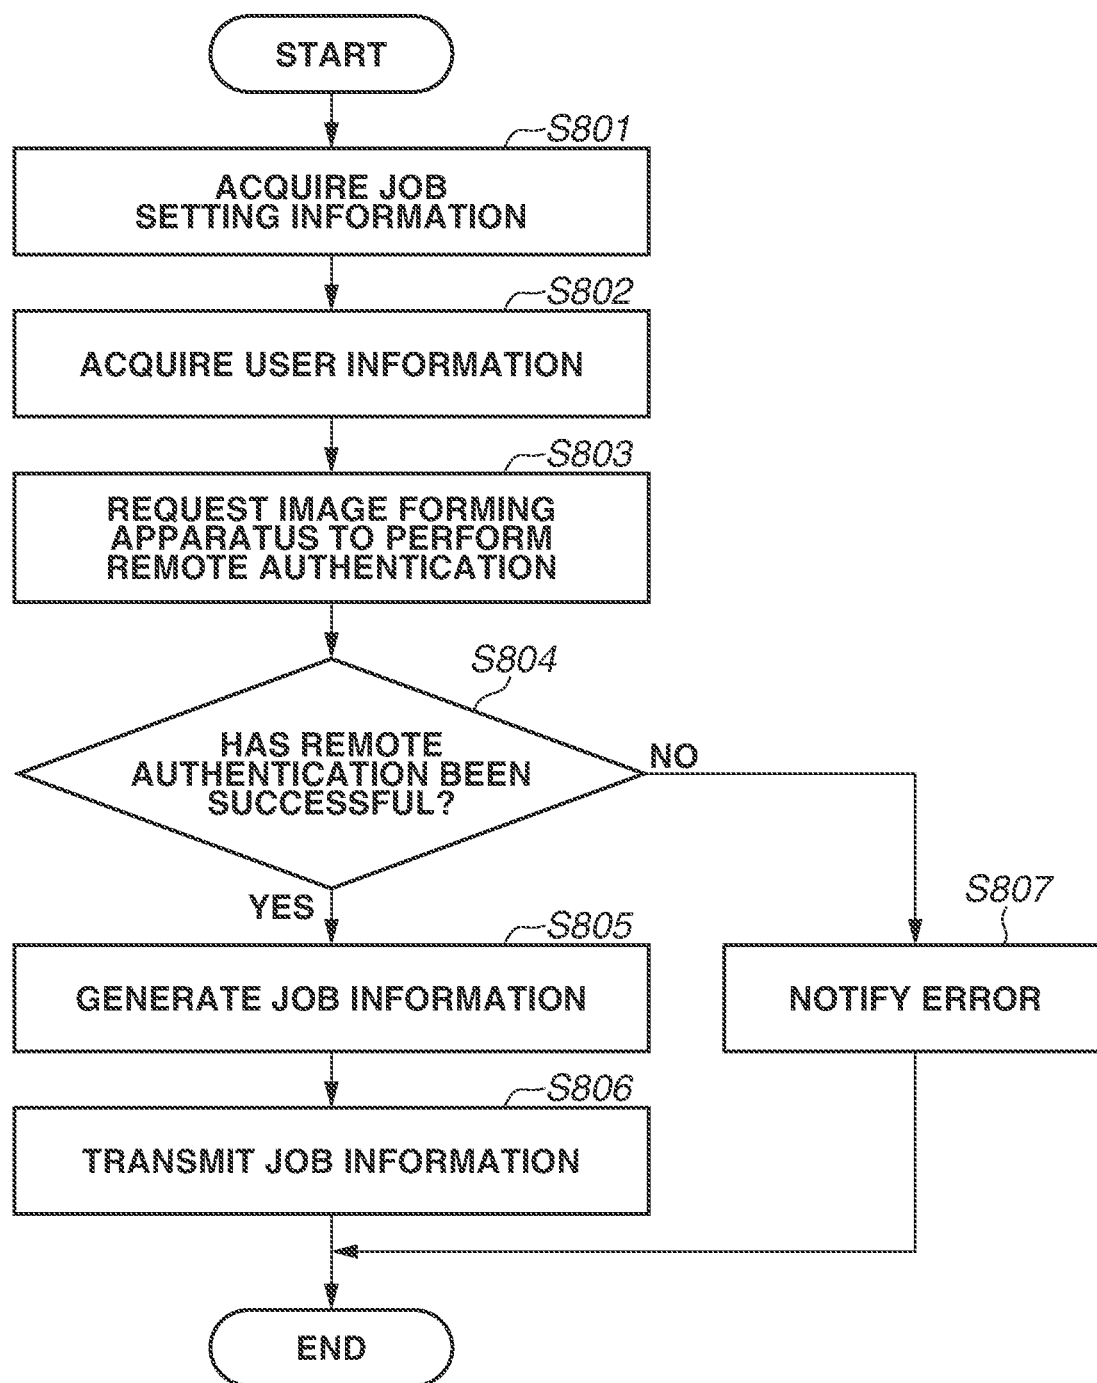 START
S801
ACQUIRE JOB
SETTING INFORMATION
S802
ACQUIRE USER INFORMATION
S803
REQUEST IMAGE FORMING
APPARATUS TO PERFORM
REMOTE AUTHENTICATION
S804
HAS REMOTE
AUTHENTICATION BEEN
SUCCESSFUL?
NO
YES
S805
GENERATE JOB INFORMATION
S807
NOTIFY ERROR
S806
TRANSMIT JOB INFORMATION
END